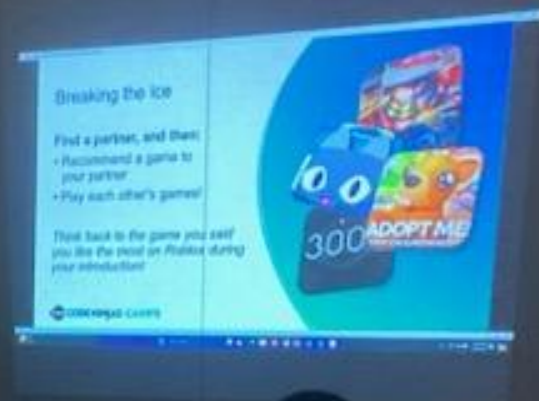 Breaking the Ice
Find a partner, and then:
• Recommend a game to
your partner
• Play each other's games!
Think back to the game you said
you like the most on Roblox during
your introduction!
CODE NINJAS CAMPS
300
ADOPT ME